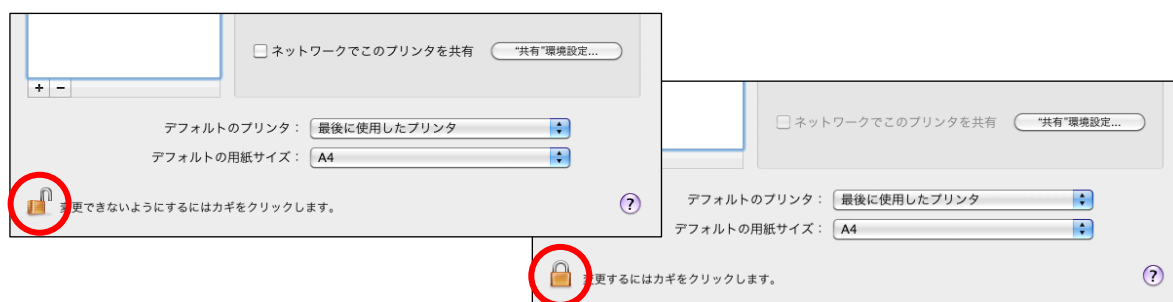 ネットワークでこのプリンタを共有 "共有"環境設定...
+ −
デフォルトのプリンタ： 最後に使用したプリンタ
デフォルトの用紙サイズ： A4
変更できないようにするにはカギをクリックします。 ?
ネットワークでこのプリンタを共有 "共有"環境設定...
デフォルトのプリンタ： 最後に使用したプリンタ
デフォルトの用紙サイズ： A4
変更するにはカギをクリックします。 ?